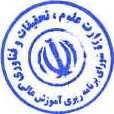 وزارت علوم ، تحقیقات و فناوری
شورای برنامه ریزی آموزش عالی